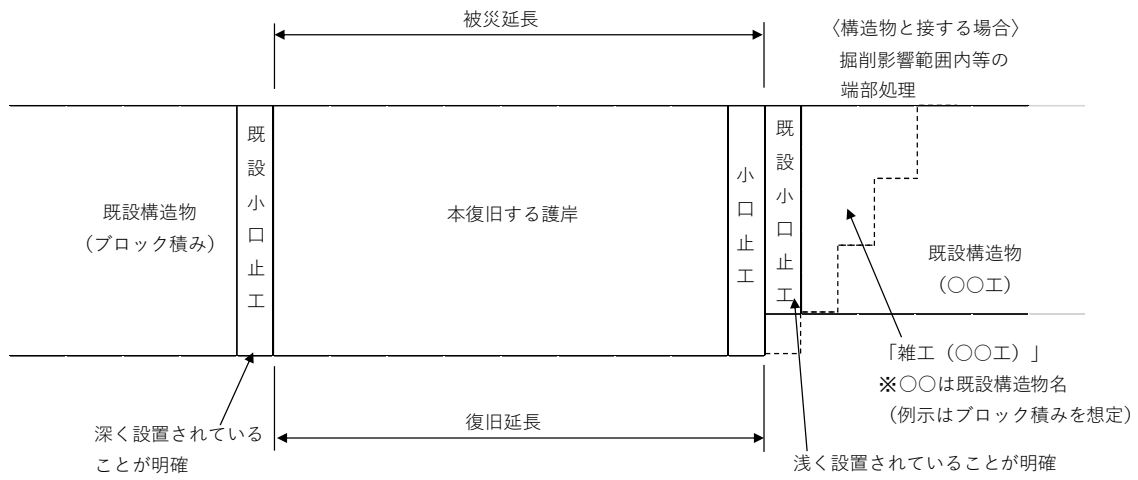 被災延長
〈構造物と接する場合〉
掘削影響範囲内等の
端部処理
既設構造物
（ブロック積み）
既設小口止工
本復旧する護岸
小口止工
既設小口止工
既設構造物
（○○工）
「雑工（○○工）」
※○○は既設構造物名
（例示はブロック積みを想定）
復旧延長
深く設置されている
ことが明確
浅く設置されていることが明確